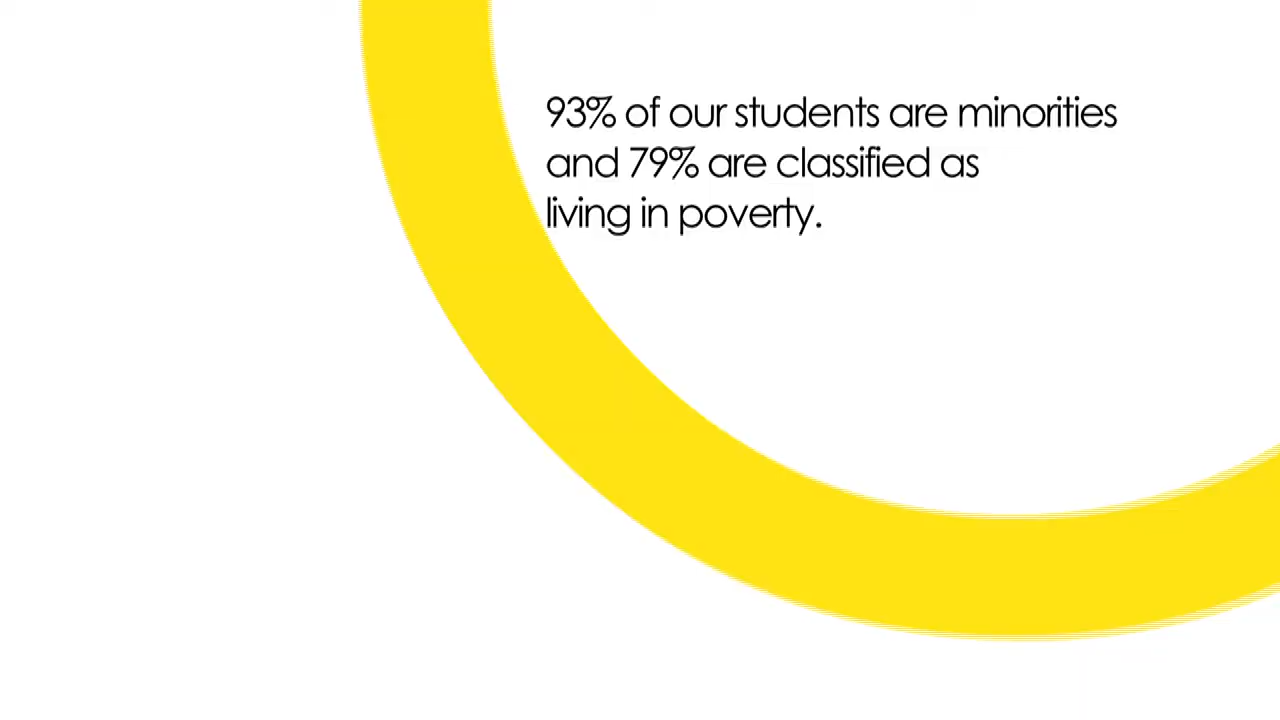 93% of our students are minorities
and 79% are classified as
living in poverty.